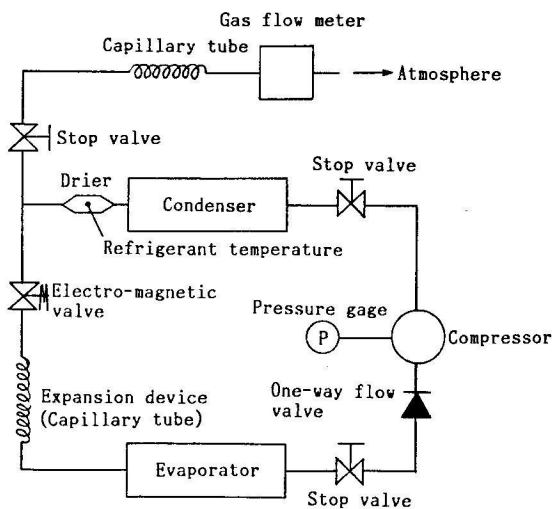 Gas flow meter
Capillary tube
Atmosphere
Stop valve
Stop valve
Drier
Condenser
Refrigerant temperature
Electro-magnetic
valve
Pressure gage
P
Compressor
Expansion device
(Capillary tube)
One-way flow
valve
Evaporator
Stop valve